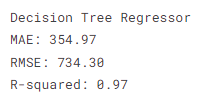 Decision Tree Regressor
MAE: 354.97
RMSE: 734.30
R-squared: 0.97